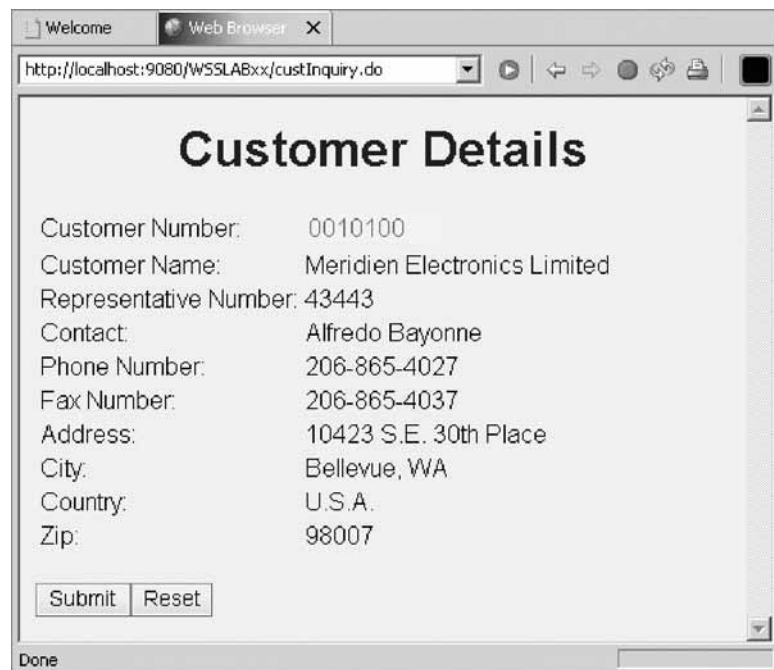 Welcome
Web Browser
http://localhost:9080/WSSLABxx/custInquiry.do
Customer Details
Customer Number: 0010100
Customer Name: Meridien Electronics Limited
Representative Number: 43443
Contact: Alfredo Bayonne
Phone Number: 206-865-4027
Fax Number: 206-865-4037
Address: 10423 S.E. 30th Place
City: Bellevue, WA
Country: U.S.A.
Zip: 98007
Submit Reset
Done